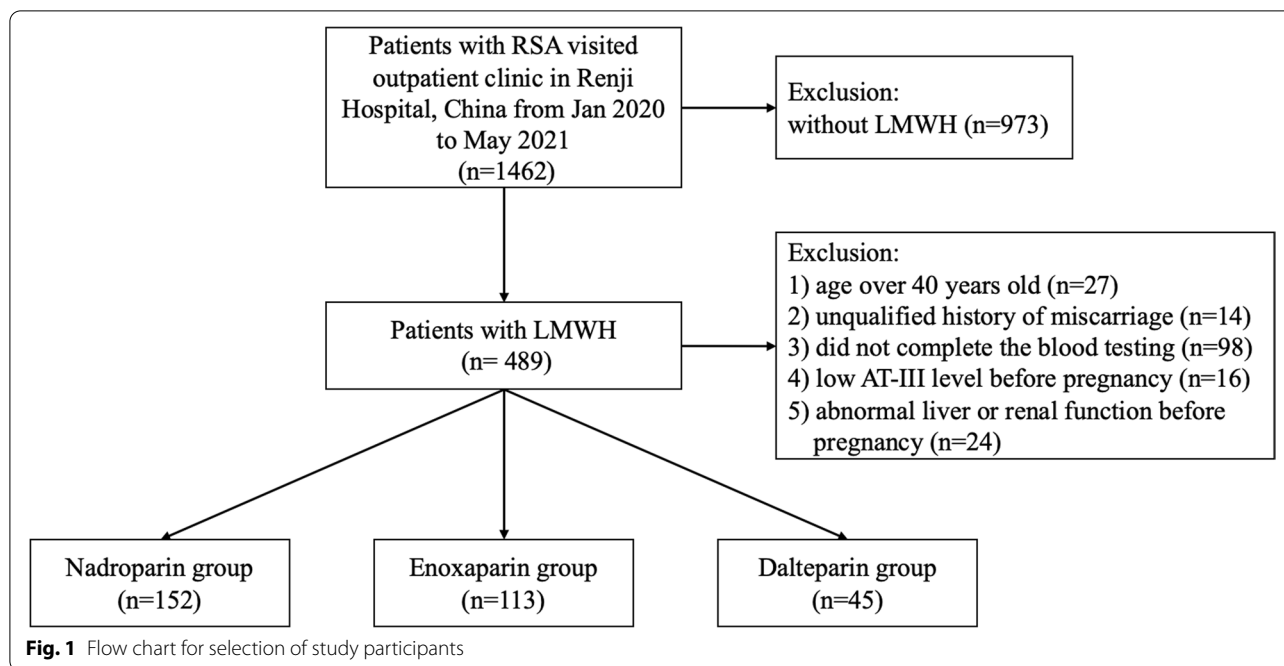 Patients with RSA visited
outpatient clinic in Renji
Hospital, China from Jan 2020
to May 2021
(n=1462)
Exclusion:
without LMWH (n=973)
Patients with LMWH
(n= 489)
Exclusion:
1) age over 40 years old (n=27)
2) unqualified history of miscarriage (n=14)
3) did not complete the blood testing (n=98)
4) low AT-III level before pregnancy (n=16)
5) abnormal liver or renal function before
pregnancy (n=24)
Nadroparin group
(n=152)
Enoxaparin group
(n=113)
Dalteparin group
(n=45)
Fig. 1 Flow chart for selection of study participants